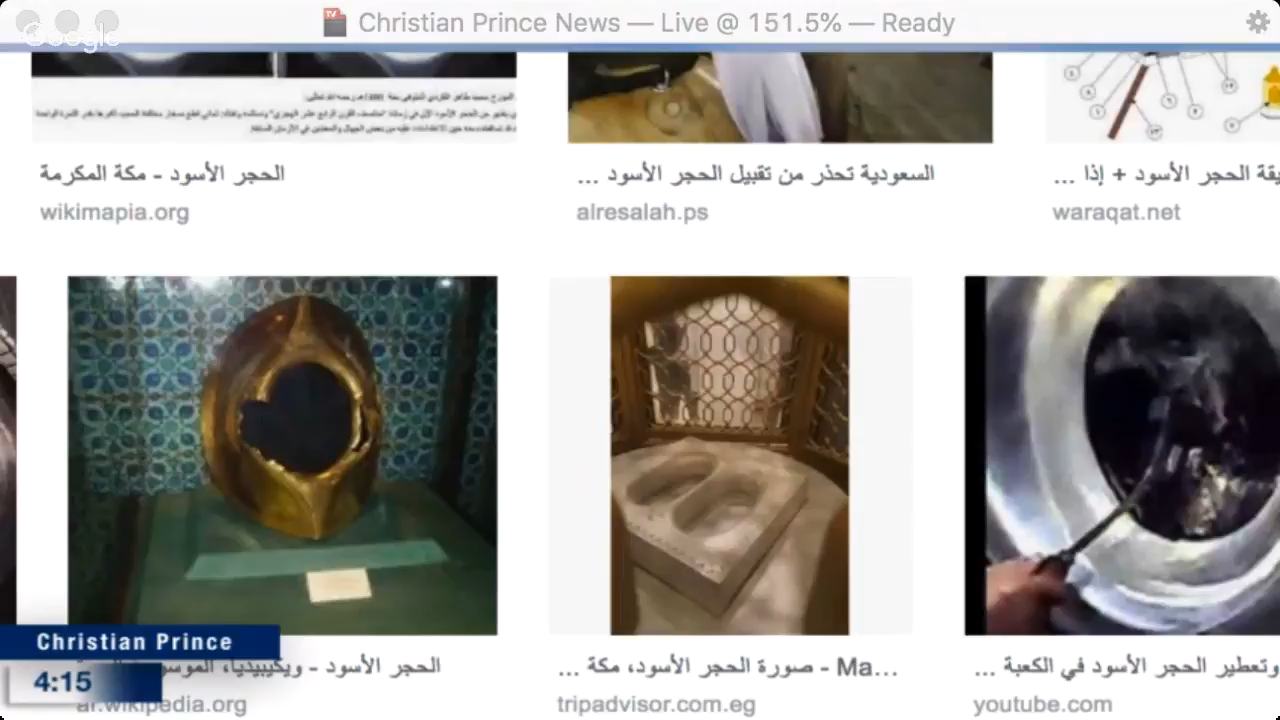 Christian Prince News — Live @ 151.5% — Ready
Google
الحجر الأسود - مكة المكرمة
wikimapia.org
السعودية تحذر من تقبيل الحجر الأسود ...
alresalah.ps
الحجر الأسود + إذا ...
waraqat.net
Christian Prince
4:15
الحجر الأسود - ويكيبيديا، الموسو
ar.wikipedia.org
صورة الحجر الأسود، مكة ... - Ma...
tripadvisor.com.eg
وتعطير الحجر الأسود في الكعبة ...
youtube.com